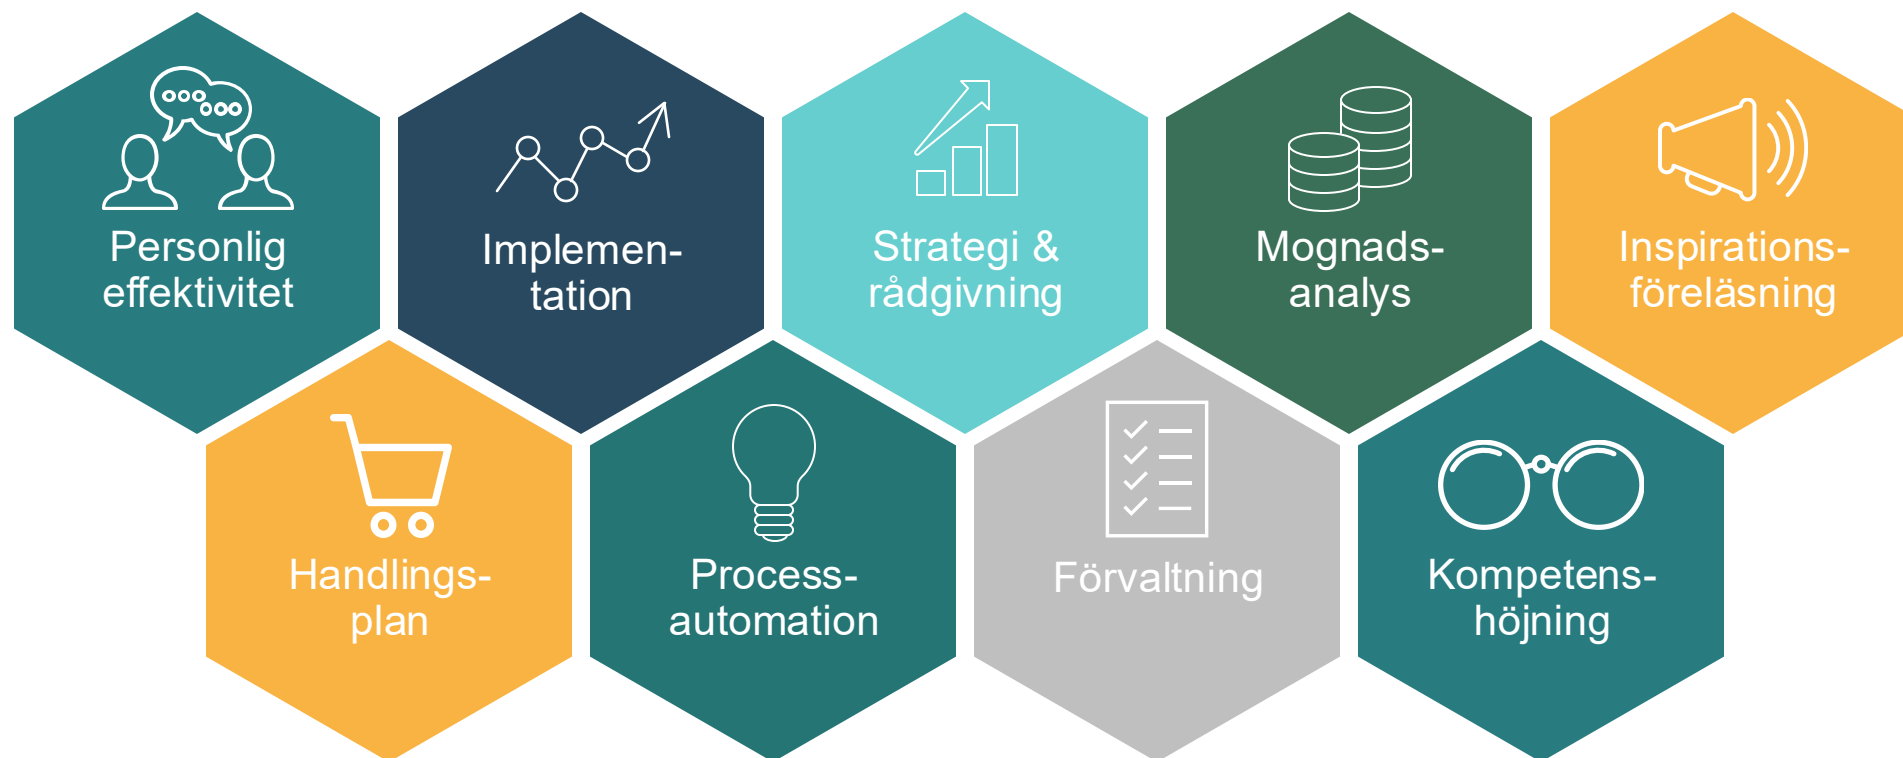 Personlig
effektivitet
Implemen-
tation
Strategi &
rådgivning
Mognads-
analys
Inspirations-
föreläsning
Handlings-
plan
Process-
automation
Förvaltning
Kompetens-
höjning